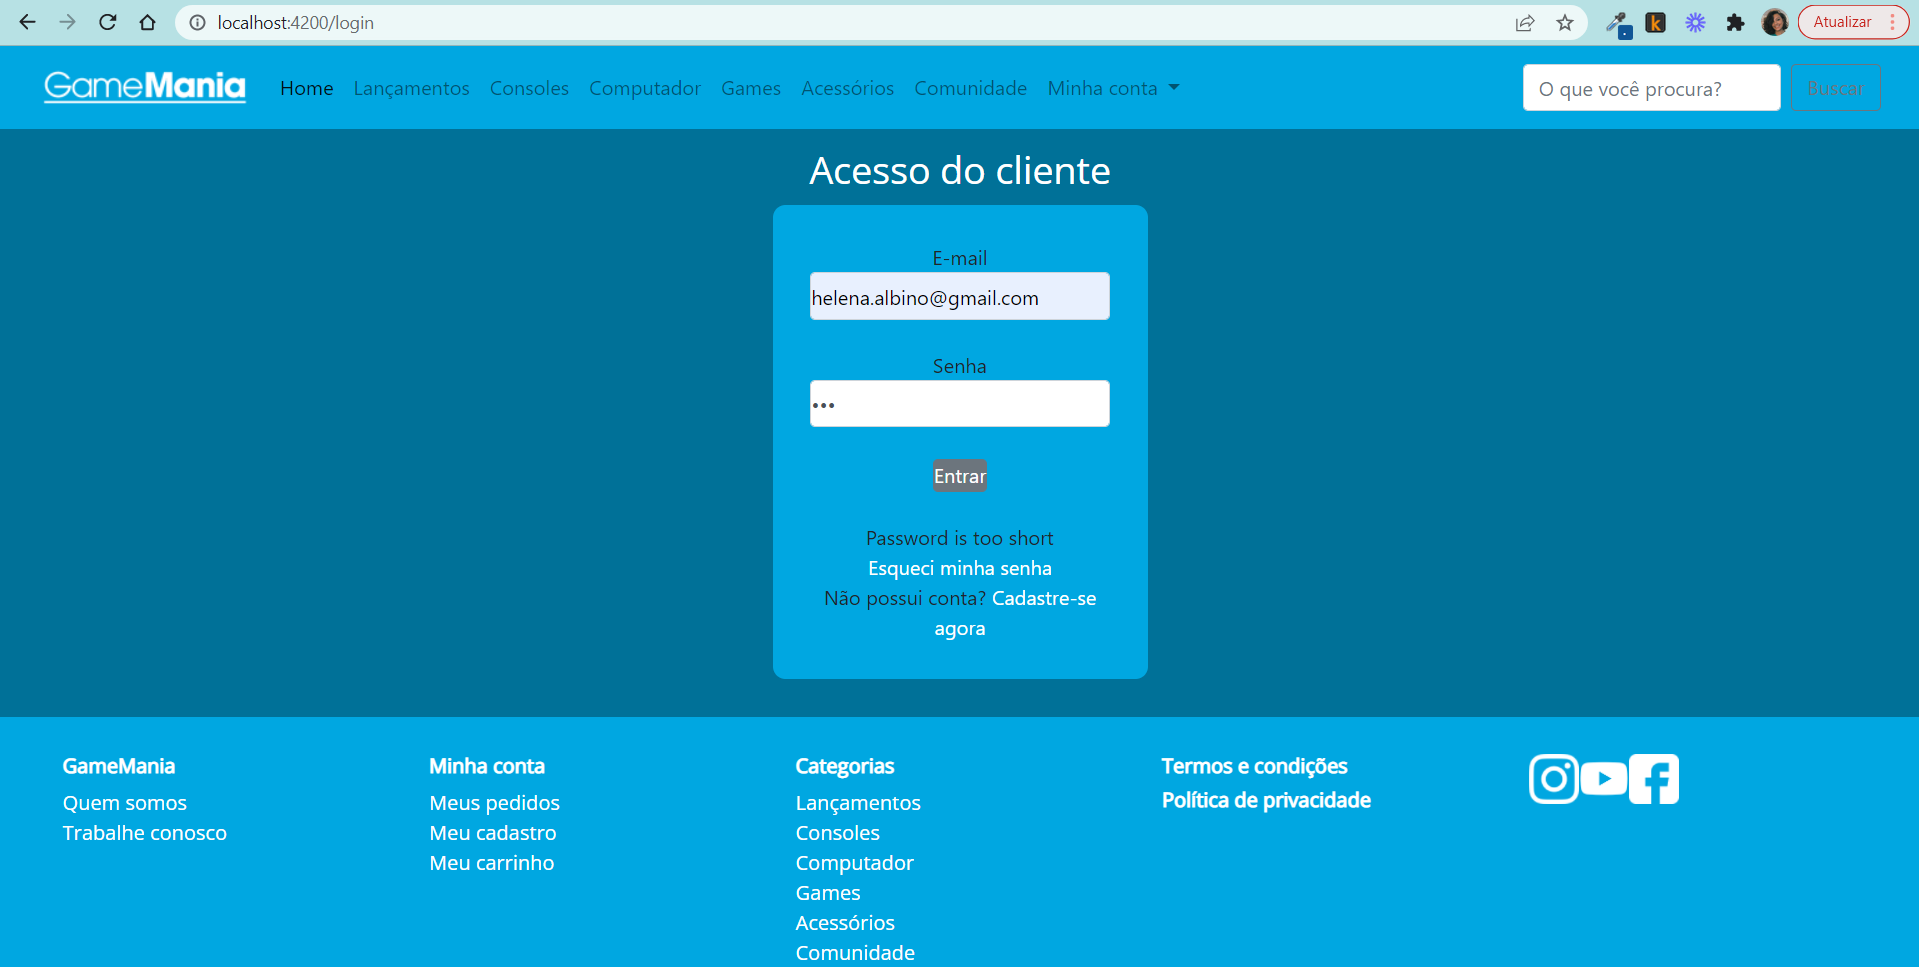 localhost:4200/login
Atualizar
GameMania Home Lançamentos Consoles Computador Games Acessórios Comunidade Minha conta O que você procura? Buscar
Acesso do cliente
E-mail
helena.albino@gmail.com
Senha
•••
Entrar
Password is too short
Esqueci minha senha
Não possui conta? Cadastre-se
agora
GameMania
Quem somos
Trabalhe conosco
Minha conta
Meus pedidos
Meu cadastro
Meu carrinho
Categorias
Lançamentos
Consoles
Computador
Games
Acessórios
Comunidade
Termos e condições
Política de privacidade